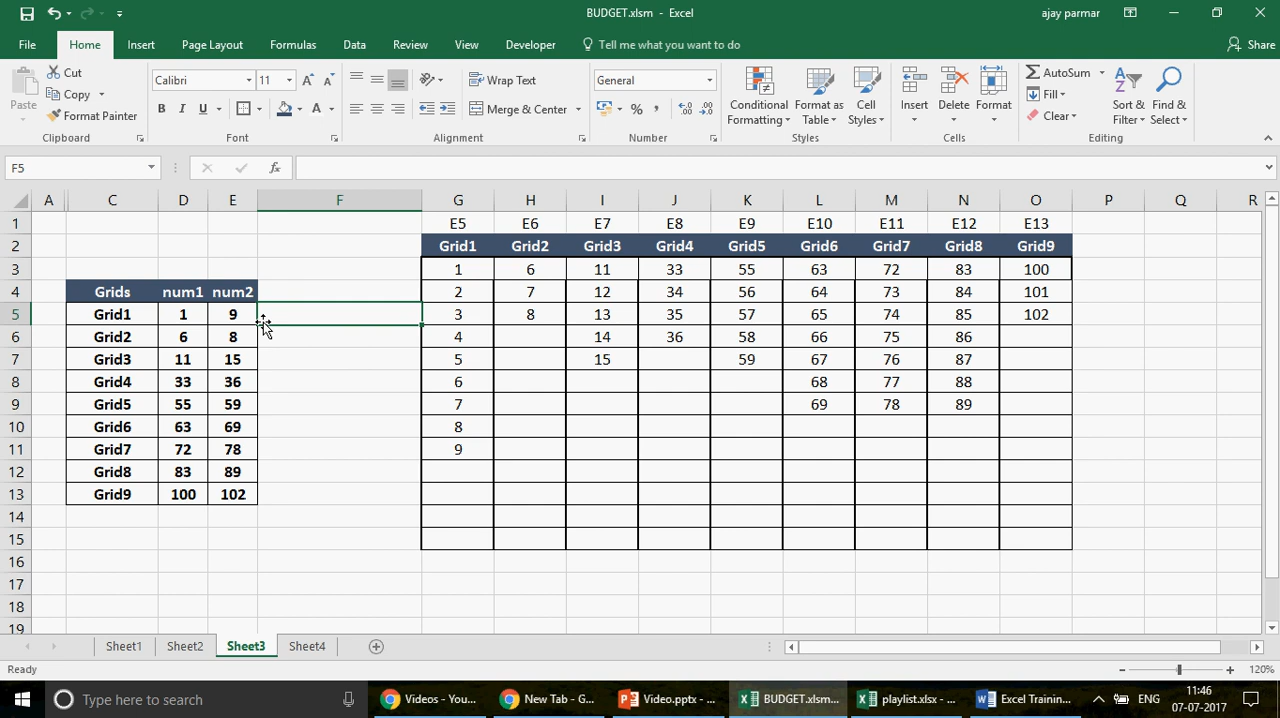 BUDGET.xlsm - Excel
ajay parmar
File Home Insert Page Layout Formulas Data Review View Developer Tell me what you want to do Share
Paste
Cut
Copy
Format Painter
Clipboard
Calibri 11
B I U
Font
Wrap Text
Merge & Center
Alignment
General
Number
Conditional Formatting
Format as Table
Cell Styles
Styles
Insert Delete Format
Cells
AutoSum
Fill
Clear
Sort & Filter
Find & Select
Editing
F5 fx
A C D E F G H I J K L M N O P Q R
1 E5 E6 E7 E8 E9 E10 E11 E12 E13
2 Grid1 Grid2 Grid3 Grid4 Grid5 Grid6 Grid7 Grid8 Grid9
3 1 6 11 33 55 63 72 83 100
4 Grids num1 num2 2 7 12 34 56 64 73 84 101
5 Grid1 1 9 3 8 13 35 57 65 74 85 102
6 Grid2 6 8 4 14 36 58 66 75 86
7 Grid3 11 15 5 15 59 67 76 87
8 Grid4 33 36 6 68 77 88
9 Grid5 55 59 7 69 78 89
10 Grid6 63 69 8
11 Grid7 72 78 9
12 Grid8 83 89
13 Grid9 100 102
14
15
16
17
18
19
Sheet1 Sheet2 Sheet3 Sheet4
Ready 120%
Type here to search Videos - You... New Tab - G... Video.pptx - ... BUDGET.xlsm... playlist.xlsx - ... Excel Trainin... ENG 11:46
07-07-2017